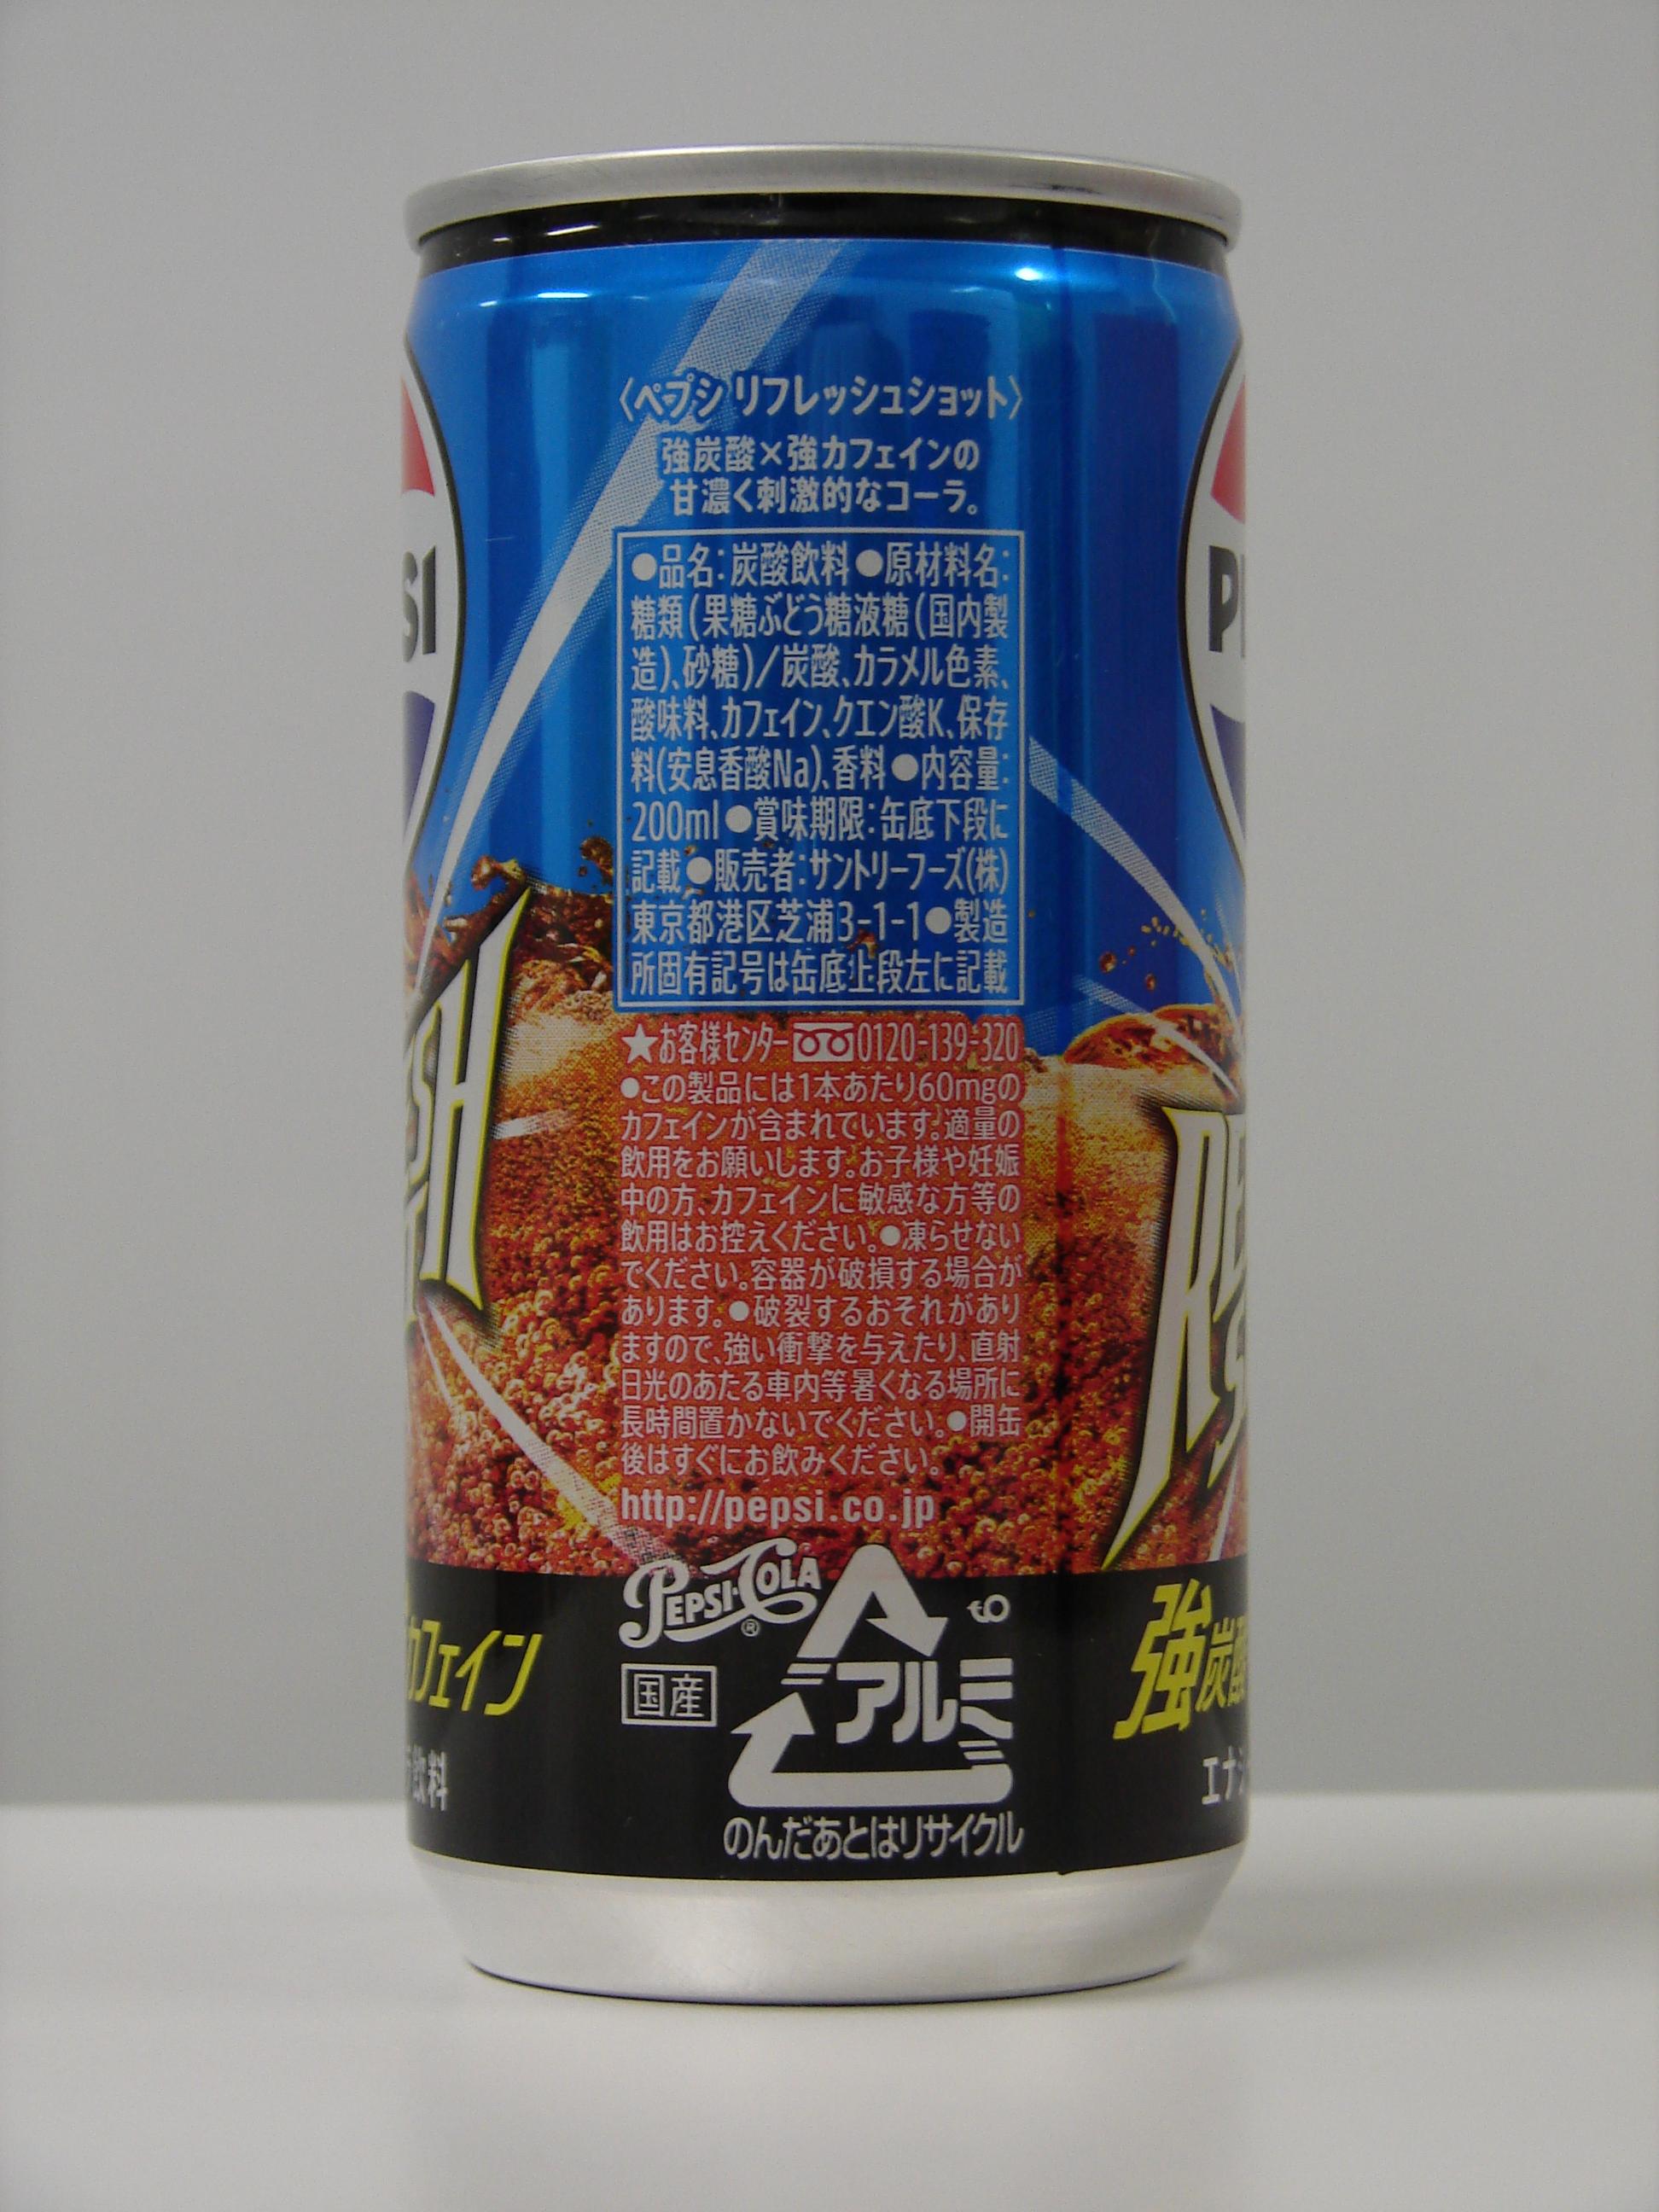 〈ペプシ リフレッシュショット〉
強炭酸×強カフェインの
甘濃く刺激的なコーラ。
●品名:炭酸飲料●原材料名:
糖類(果糖ぶどう糖液糖(国内製
造)、砂糖)/炭酸、カラメル色素、
酸味料、カフェイン、クエン酸K、保存
料(安息香酸Na)、香料●内容量:
200ml●賞味期限:缶底下段に
記載●販売者:サントリーフーズ(株)
東京都港区芝浦3-1-1●製造
所固有記号は缶底上段左に記載
★お客様センター 0120-139-320
●この製品には1本あたり60mgの
カフェインが含まれています。適量の
飲用をお願いします。お子様や妊娠
中の方、カフェインに敏感な方等の
飲用はお控えください。●凍らせない
でください。容器が破損する場合が
あります。●破裂するおそれがあり
ますので、強い衝撃を与えたり、直射
日光のあたる車内等暑くなる場所に
長時間置かないでください。●開缶
後はすぐにお飲みください。
http://pepsi.co.jp
PEPSI-COLA®
国産
アルミ
のんだあとはリサイクル
SI
SH
カフェイン
飲料
P
RE
S
強炭酸
エナジ